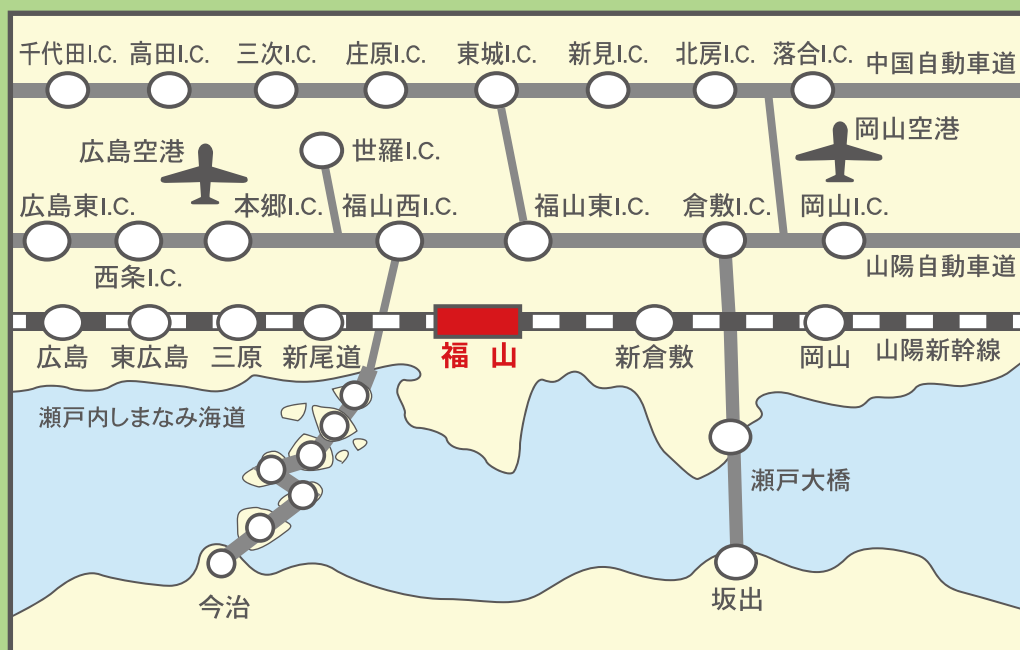 千代田I.C.
高田I.C.
三次I.C.
庄原I.C.
東城I.C.
新見I.C.
北房I.C.
落合I.C.
中国自動車道
広島空港
世羅I.C.
岡山空港
広島東I.C.
本郷I.C.
福山西I.C.
福山東I.C.
倉敷I.C.
岡山I.C.
西条I.C.
山陽自動車道
広島
東広島
三原
新尾道
福山
新倉敷
岡山
山陽新幹線
瀬戸内しまなみ海道
瀬戸大橋
今治
坂出